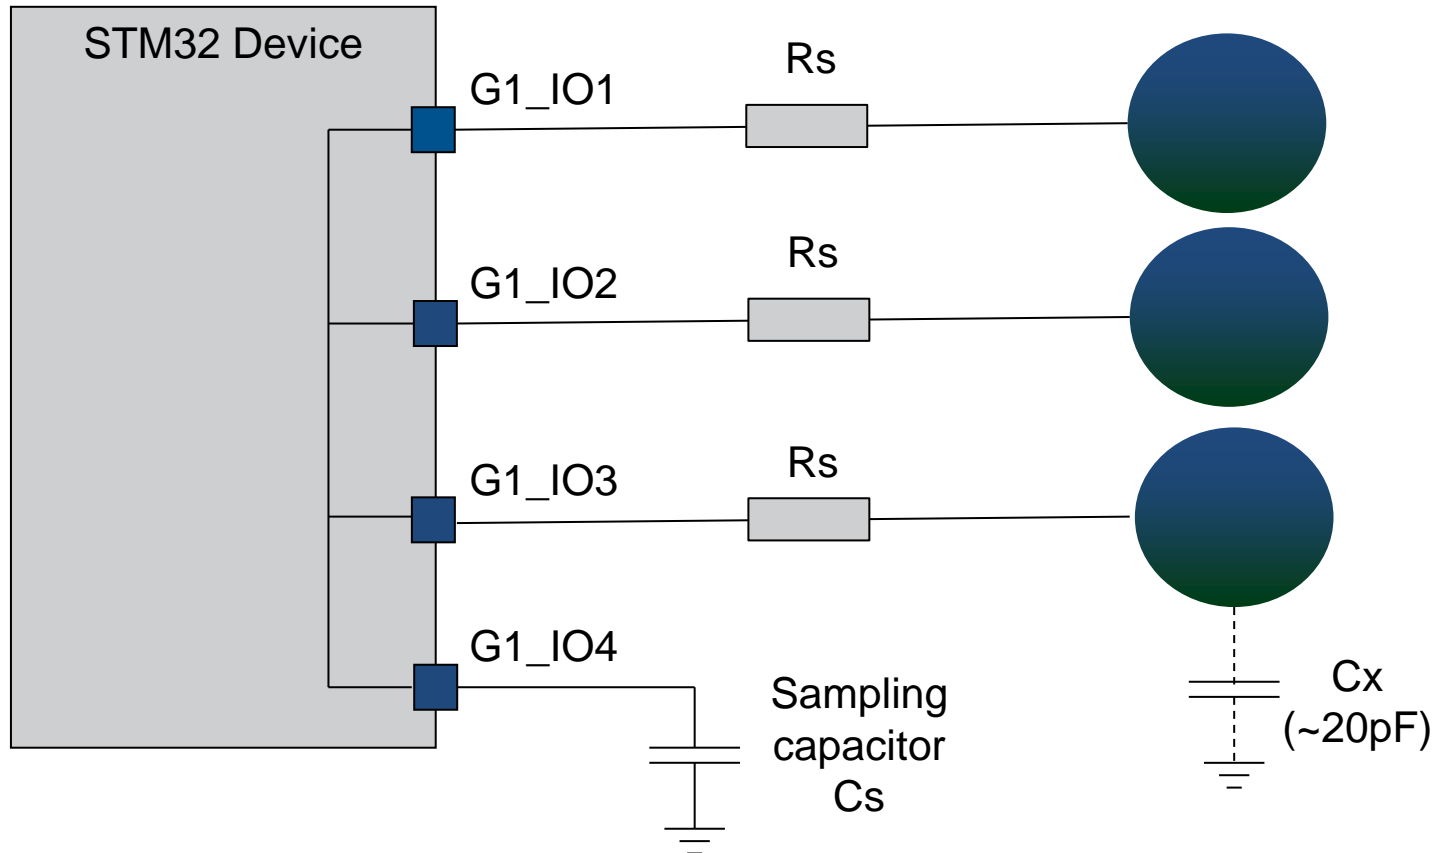 STM32 Device
G1_IO1
Rs
G1_IO2
Rs
G1_IO3
Rs
G1_IO4
Sampling
capacitor
Cs
Cx
(~20pF)